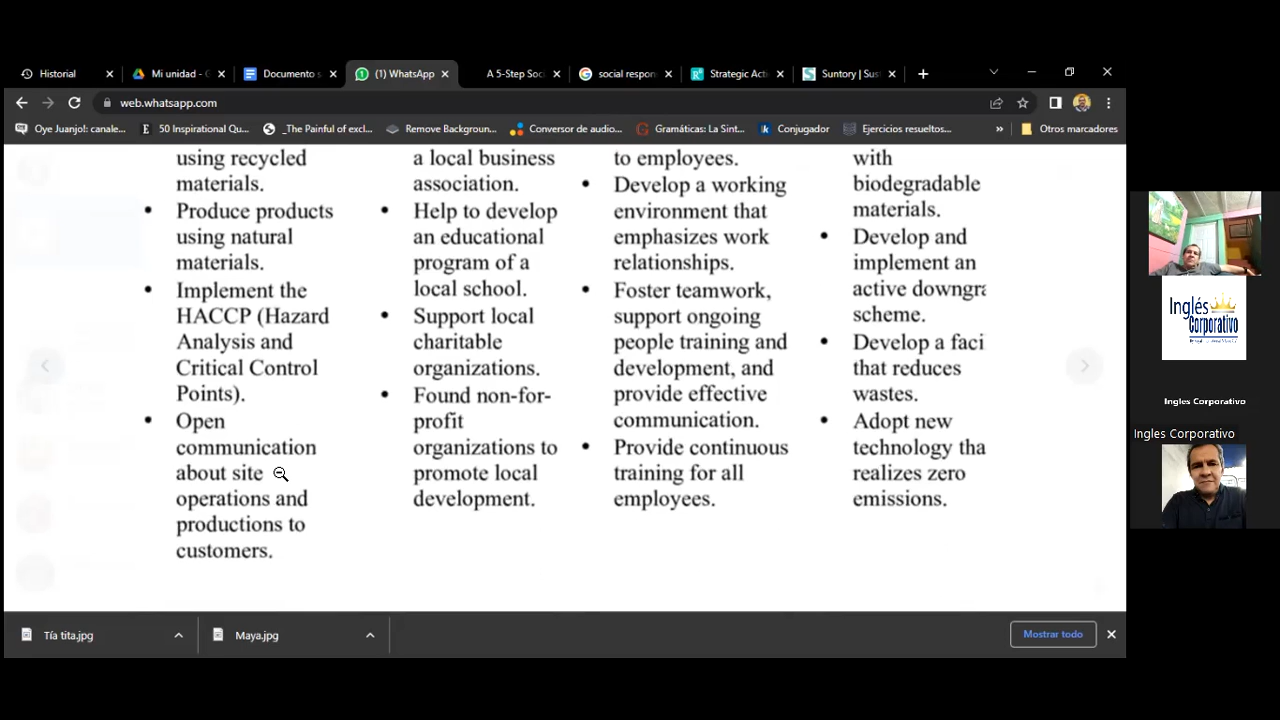 Historial
Mi unidad - G
Documento s
(1) WhatsApp
A 5-Step Soc
social respon
Strategic Acti
Suntory | Sus
web.whatsapp.com
Oye Juanjo!: canale...
50 Inspirational Qu...
_The Painful of excl...
Remove Backgroun...
Conversor de audio...
Gramáticas: La Sint...
Conjugador
Ejercicios resueltos...
»
Otros marcadores
using recycled
materials.
• Produce products
using natural
materials.
• Implement the
HACCP (Hazard
Analysis and
Critical Control
Points).
• Open
communication
about site
operations and
productions to
customers.
a local business
association.
• Help to develop
an educational
program of a
local school.
• Support local
charitable
organizations.
• Found non-for-
profit
organizations to
promote local
development.
to employees.
• Develop a working
environment that
emphasizes work
relationships.
• Foster teamwork,
support ongoing
people training and
development, and
provide effective
communication.
• Provide continuous
training for all
employees.
with
biodegradable
materials.
• Develop and
implement an
active downgra
scheme.
• Develop a faci
that reduces
wastes.
• Adopt new
technology tha
realizes zero
emissions.
Tía tita.jpg
Maya.jpg
Mostrar todo
Inglés
Corporativo
Ingles Corporativo
Ingles Corporativo